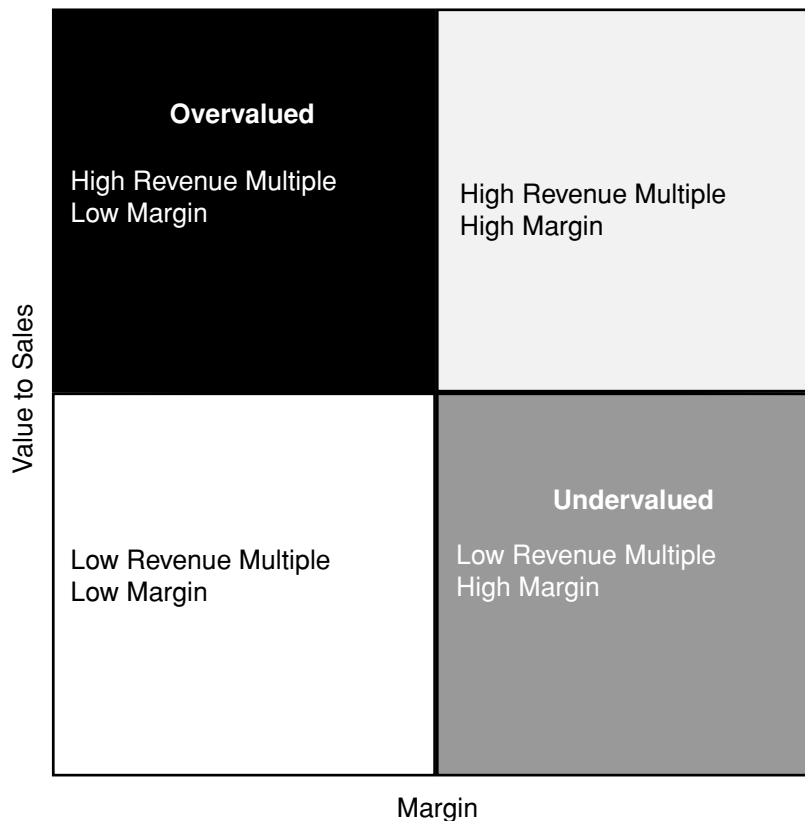 Overvalued
High Revenue Multiple
Low Margin
High Revenue Multiple
High Margin
Value to Sales
Low Revenue Multiple
Low Margin
Undervalued
Low Revenue Multiple
High Margin
Margin